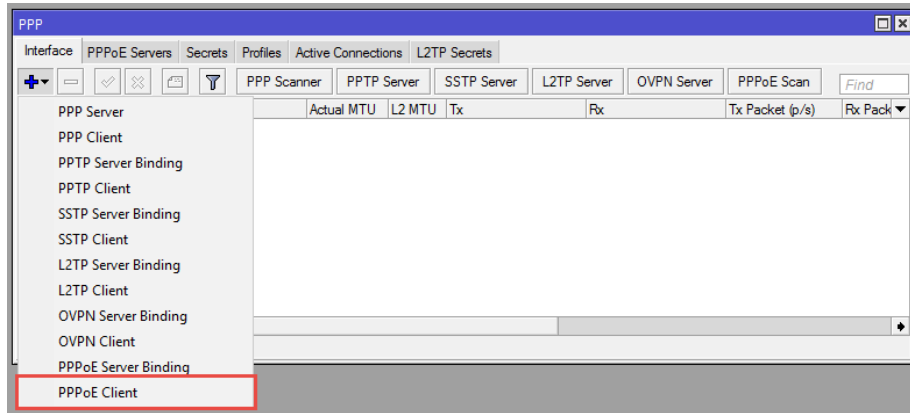 PPP
Interface PPPoE Servers Secrets Profiles Active Connections L2TP Secrets
PPP Scanner PPTP Server SSTP Server L2TP Server OVPN Server PPPoE Scan Find
Actual MTU L2 MTU Tx Rx Tx Packet (p/s) Rx Pack
PPP Server
PPP Client
PPTP Server Binding
PPTP Client
SSTP Server Binding
SSTP Client
L2TP Server Binding
L2TP Client
OVPN Server Binding
OVPN Client
PPPoE Server Binding
PPPoE Client